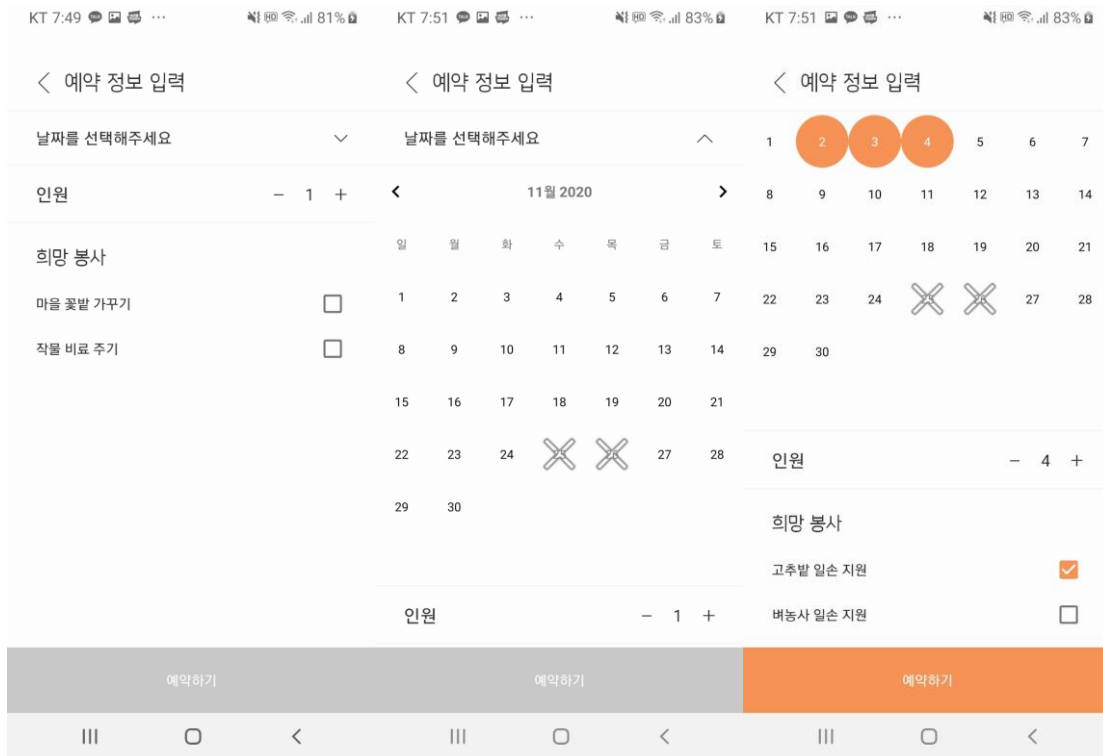 KT 7:49 ... 81%
예약 정보 입력
날짜를 선택해주세요
인원 - 1 +
희망 봉사
마을 꽃밭 가꾸기
작물 비료 주기
예약하기
KT 7:51 ... HD 83%
예약 정보 입력
날짜를 선택해주세요
11월 2020
일 월 화 수 목 금 토
1 2 3 4 5 6 7
8 9 10 11 12 13 14
15 16 17 18 19 20 21
22 23 24 25 26 27 28
29 30
인원 - 1 +
예약하기
KT 7:51 ... HD 83%
예약 정보 입력
1 2 3 4 5 6 7
8 9 10 11 12 13 14
15 16 17 18 19 20 21
22 23 24 25 26 27 28
29 30
인원 - 4 +
희망 봉사
고추밭 일손 지원
벼농사 일손 지원
예약하기